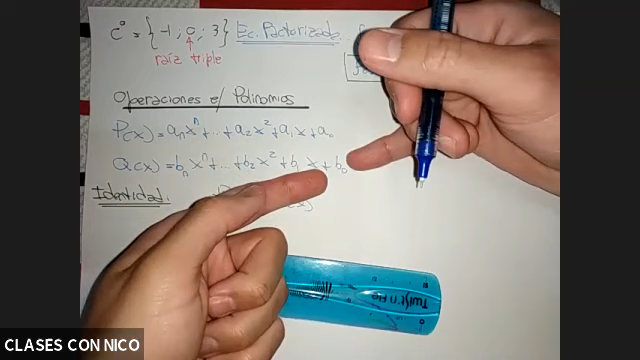 C° = { -1 ; 0 ; 3 } Ec. Factorizada.
raíz triple
Operaciones e/ Polinomios
P(x) = aₙxⁿ + ... + a₂x² + a₁x + a₀
Q(x) = bₙxⁿ + ... + b₂x² + b₁x + b₀
Identidad:
Twist'n
CLASES CON NICO